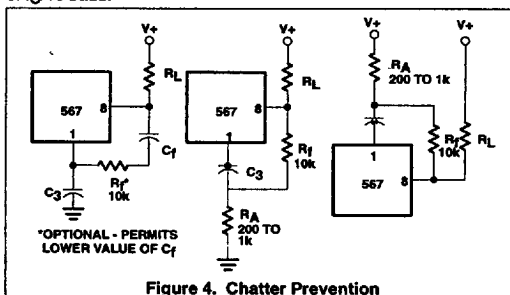 V+
RL
567
8
1
Cf
Rf*
10k
C3
*OPTIONAL - PERMITS
LOWER VALUE OF Cf
V+
RL
567
8
1
Rf
10k
C3
RA
200 TO
1k
V+
V+
RA
200 TO 1k
1
Rf
10k
RL
567
8
Figure 4. Chatter Prevention